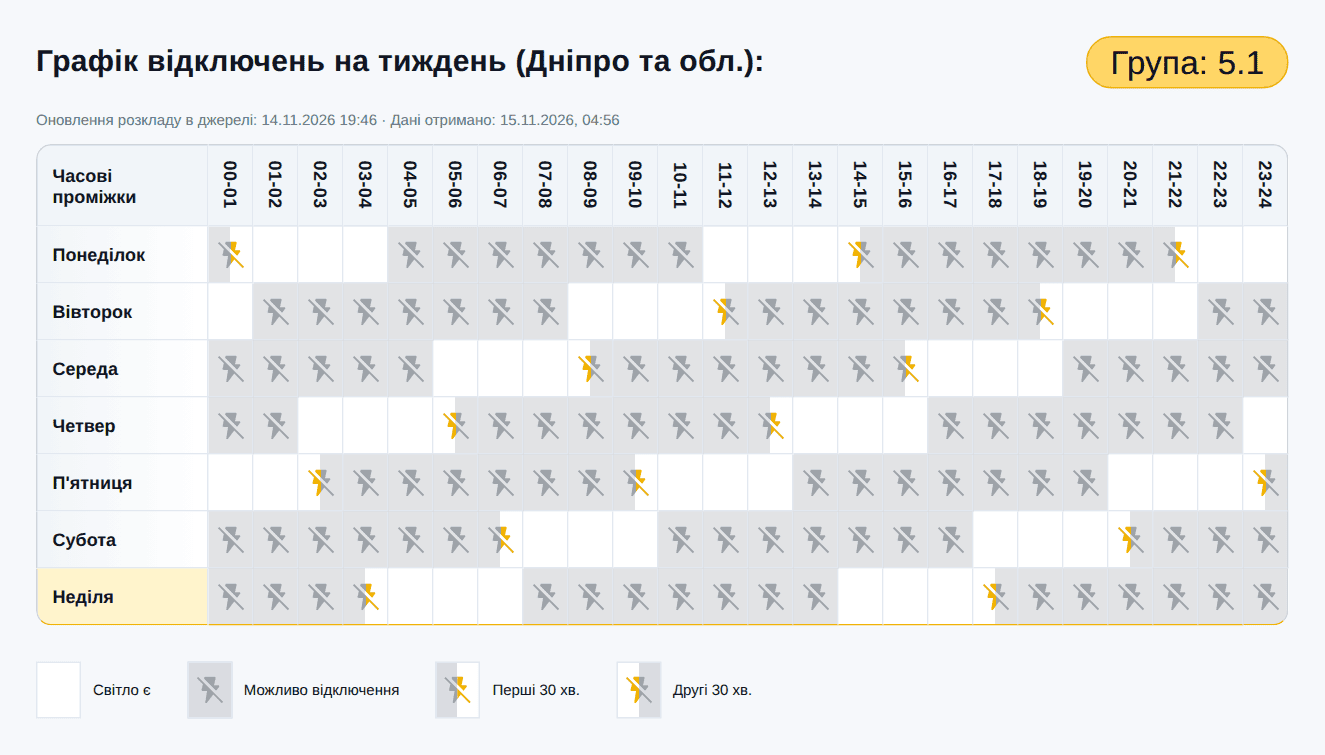 Графік відключень на тиждень (Дніпро та обл.):
Група: 5.1
Оновлення розкладу в джерелі: 14.11.2026 19:46 · Дані отримано: 15.11.2026, 04:56
Часові
проміжки
00-01 01-02 02-03 03-04 04-05 05-06 06-07 07-08 08-09 09-10 10-11 11-12 12-13 13-14 14-15 15-16 16-17 17-18 18-19 19-20 20-21 21-22 22-23 23-24
Понеділок
Вівторок
Середа
Четвер
П'ятниця
Субота
Неділя
Світло є
Можливо відключення
Перші 30 хв.
Другі 30 хв.